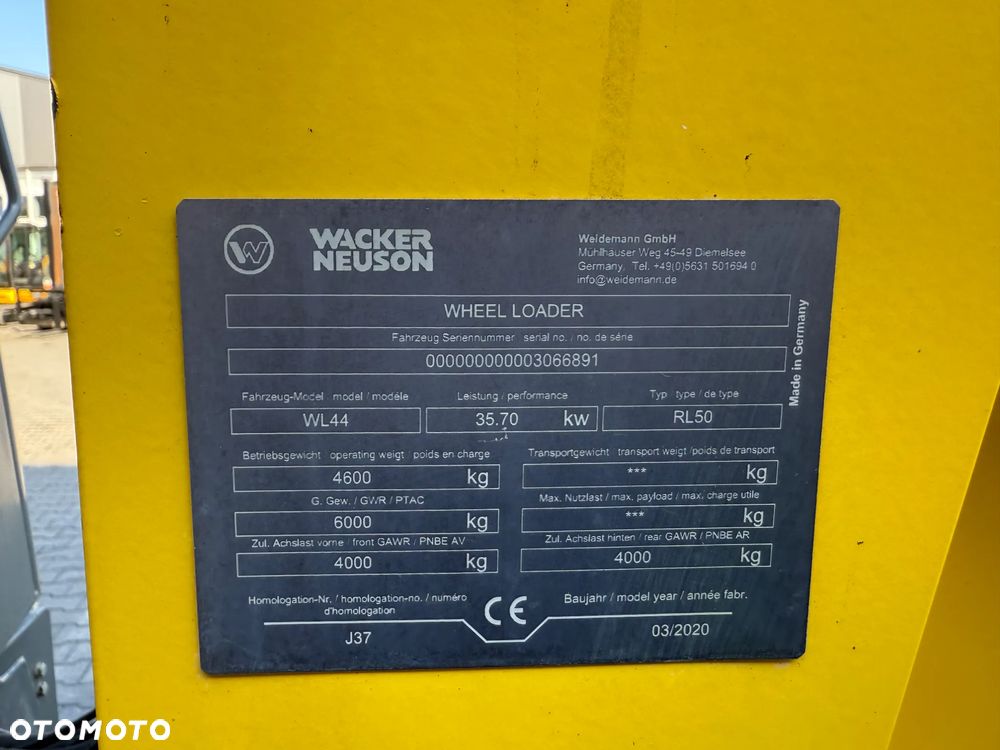 W
WACKER
NEUSON
Weidemann GmbH
Mühlhäuser Weg 45-49 Diemelsee
Germany, Tel. +49(0)5631 501694 0
info@weidemann.de
WHEEL LOADER
Fahrzeug Seriennummer serial no. / no. de série
000000000003066891
Made in Germany
Fahrzeug-Model model / modéle
Leistung / performance
Typ type / de type
WL44
35.70 kw
RL50
Betriebsgewicht operating weigt / poids en charge
Transportgewicht transport weigt /poids de transport
4600 kg
*** kg
G. Gew. / GWR / PTAC
Max. Nutzlast / max. payload / max. charge utile
6000 kg
*** kg
Zul. Achslast vorne / front GAWR / PNBE AV
Zul. Achslast hinten / rear GAWR / PNBE AR
4000 kg
4000 kg
Homologation-Nr. / homologation-no. / numéro
d'homologation
CE
Baujahr / model year / année fabr.
J37
03/2020
OTOMOTO